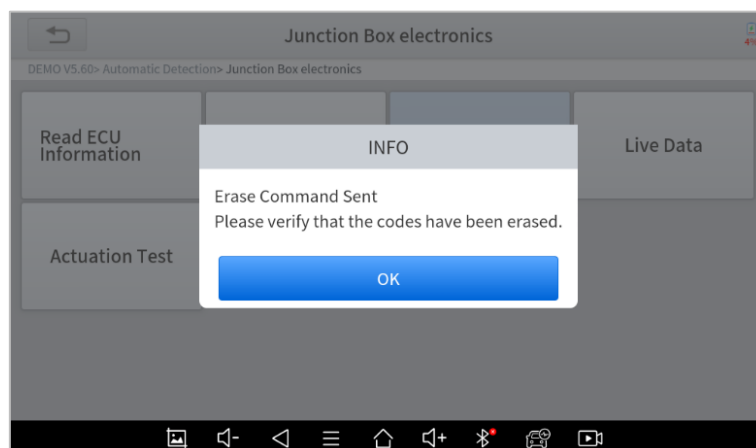 Junction Box electronics
4%
DEMO V5.60> Automatic Detection> Junction Box electronics
Read ECU
Information
Live Data
INFO
Erase Command Sent
Please verify that the codes have been erased.
OK
Actuation Test